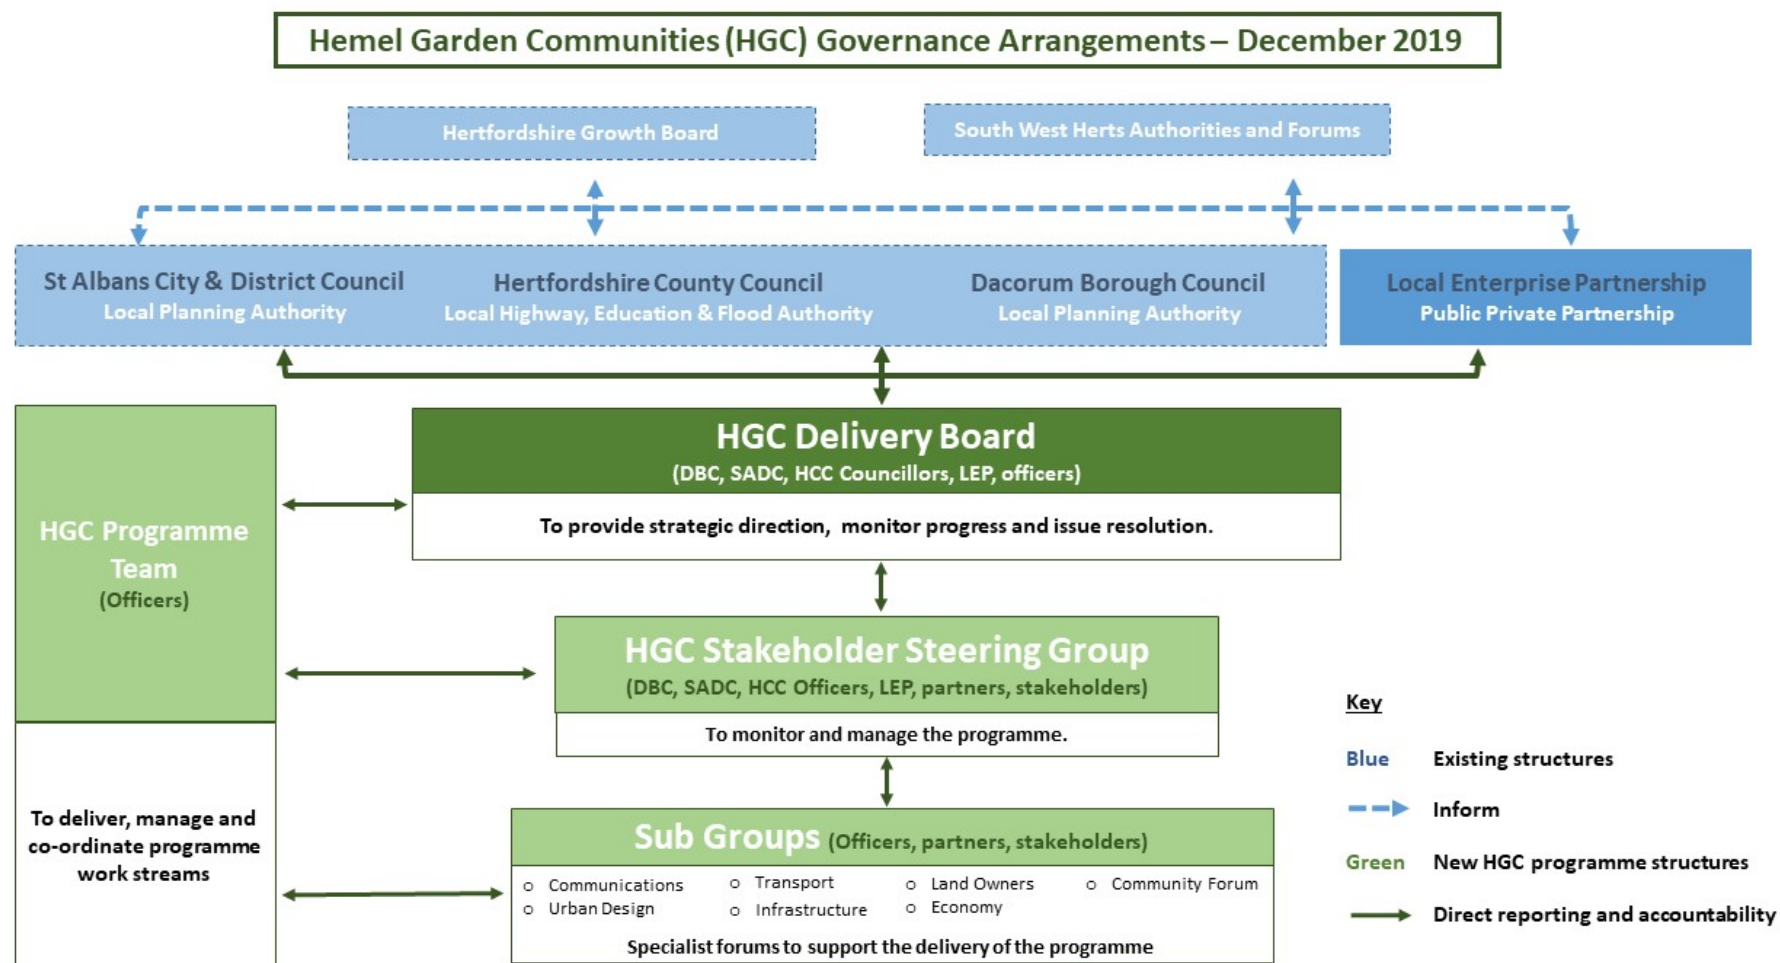 Hemel Garden Communities (HGC) Governance Arrangements – December 2019
Hertfordshire Growth Board
South West Herts Authorities and Forums
St Albans City & District Council
Local Planning Authority
Hertfordshire County Council
Local Highway, Education & Flood Authority
Dacorum Borough Council
Local Planning Authority
Local Enterprise Partnership
Public Private Partnership
HGC Programme
Team
(Officers)
To deliver, manage and
co-ordinate programme
work streams
HGC Delivery Board
(DBC, SADC, HCC Councillors, LEP, officers)
To provide strategic direction, monitor progress and issue resolution.
HGC Stakeholder Steering Group
(DBC, SADC, HCC Officers, LEP, partners, stakeholders)
To monitor and manage the programme.
Sub Groups (Officers, partners, stakeholders)
o Communications
o Urban Design
o Transport
o Infrastructure
o Land Owners
o Economy
o Community Forum
Specialist forums to support the delivery of the programme
Key
Blue Existing structures
Inform
Green New HGC programme structures
Direct reporting and accountability